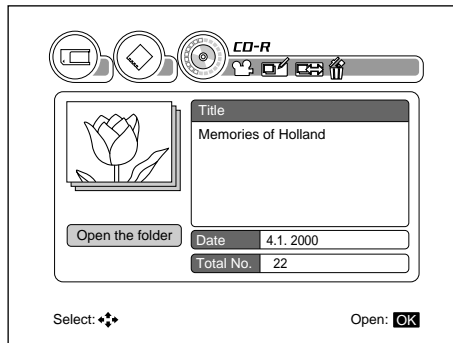 CD-R
Title
Memories of Holland
Open the folder
Date 4.1. 2000
Total No. 22
Select: Open: OK